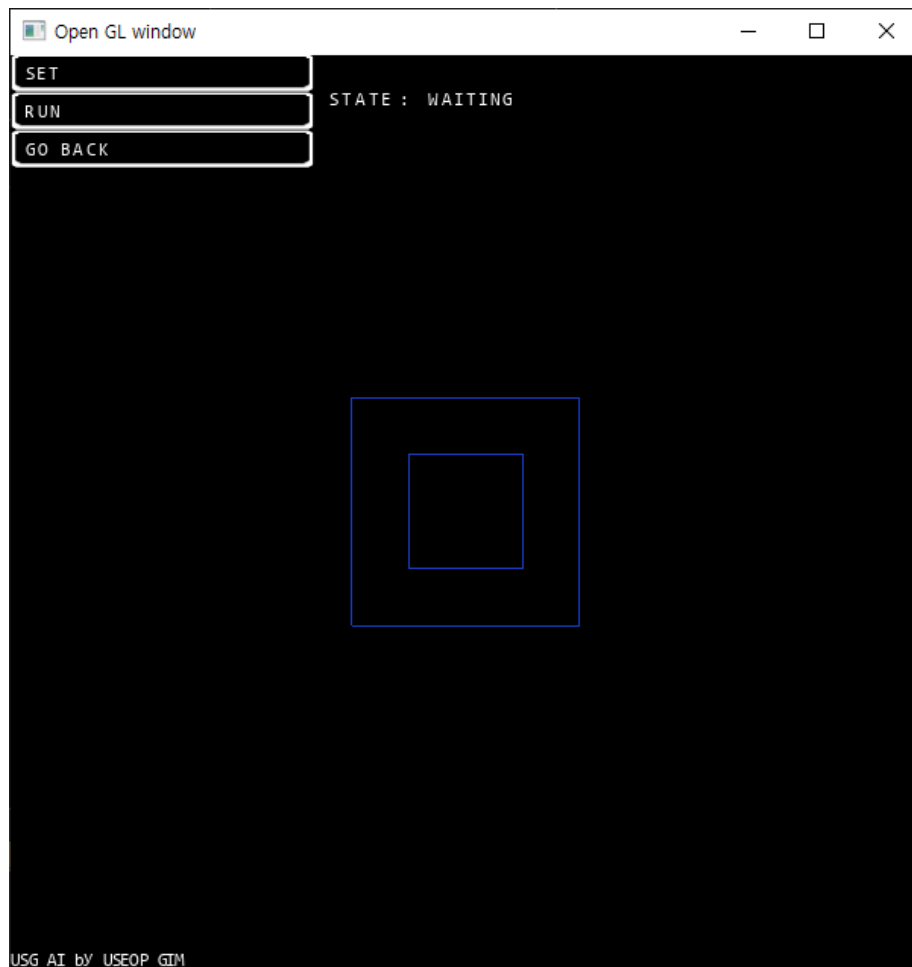 Open GL window
SET
STATE : WAITING
RUN
GO BACK
USG AI by USEOP GIM